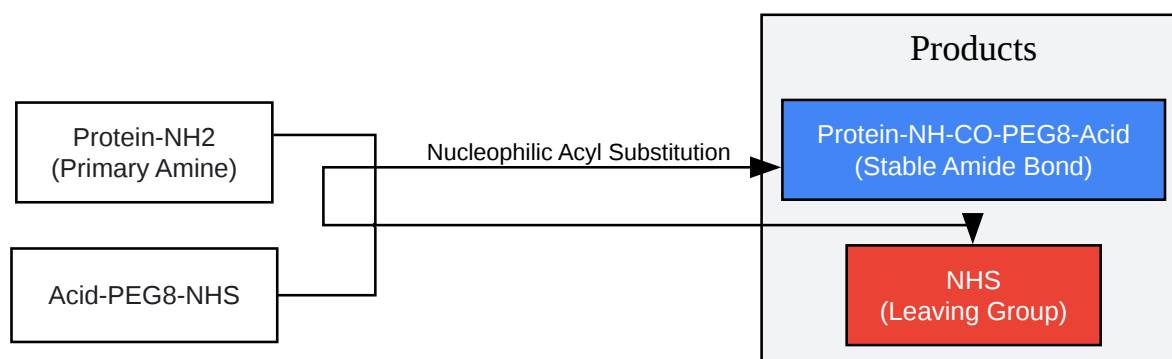 Products
Protein-NH2
(Primary Amine)
Nucleophilic Acyl Substitution
Protein-NH-CO-PEG8-Acid
(Stable Amide Bond)
Acid-PEG8-NHS
NHS
(Leaving Group)